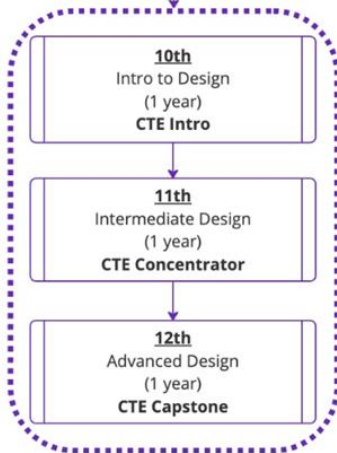 10th
Intro to Design
(1 year)
CTE Intro
11th
Intermediate Design
(1 year)
CTE Concentrator
12th
Advanced Design
(1 year)
CTE Capstone